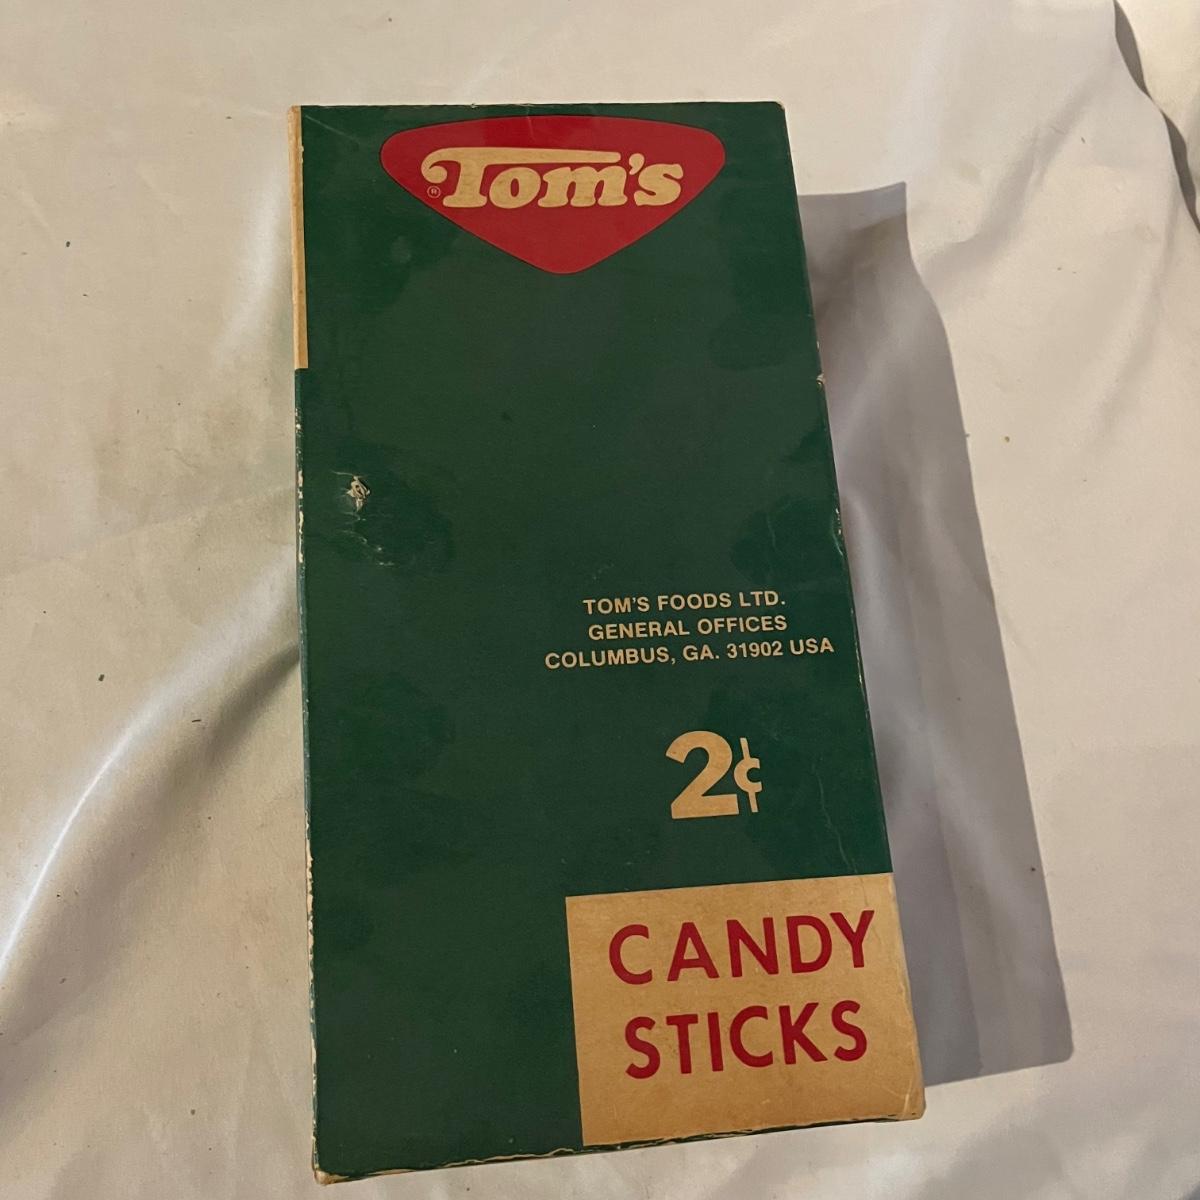 Tom's
®
TOM'S FOODS LTD.
GENERAL OFFICES
COLUMBUS, GA. 31902 USA
2¢
CANDY
STICKS